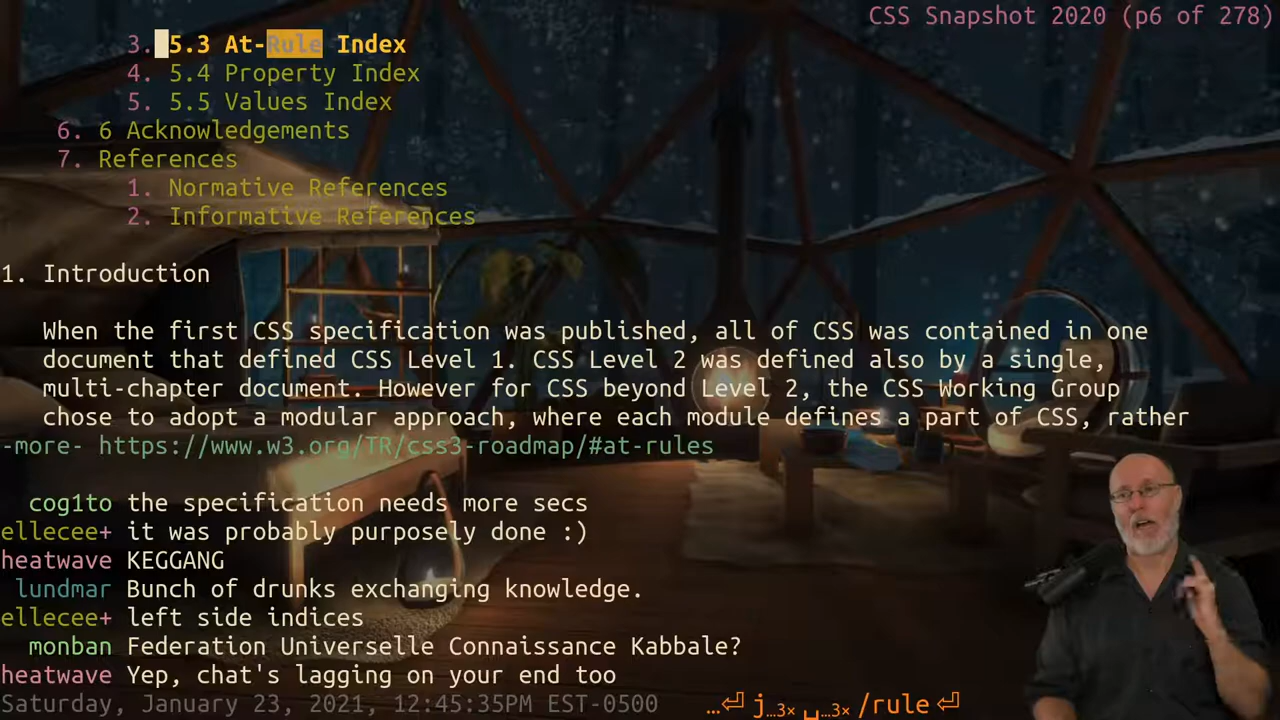 CSS Snapshot 2020 (p6 of 278)
3. 5.3 At-Rule Index
4. 5.4 Property Index
5. 5.5 Values Index
6. 6 Acknowledgements
7. References
1. Normative References
2. Informative References
1. Introduction
When the first CSS specification was published, all of CSS was contained in one
document that defined CSS Level 1. CSS Level 2 was defined also by a single,
multi-chapter document. However for CSS beyond Level 2, the CSS Working Group
chose to adopt a modular approach, where each module defines a part of CSS, rather
-more- https://www.w3.org/TR/css3-roadmap/#at-rules
cog1to the specification needs more secs
ellecee+ it was probably purposely done :)
heatwave KEGGANG
lundmar Bunch of drunks exchanging knowledge.
ellecee+ left side indices
monban Federation Universelle Connaissance Kabbale?
heatwave Yep, chat's lagging on your end too
Saturday, January 23, 2021, 12:45:35PM EST-0500 …⏎ j…3× ␣…3× /rule ⏎